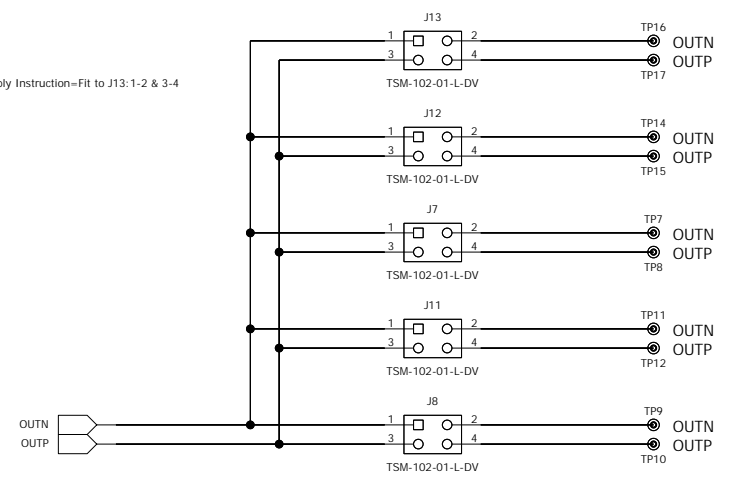 J13
1 2
3 4
TSM-102-01-L-DV
TP16
OUTN
OUTP
TP17
Instruction=Fit to J13:1-2 & 3-4
J12
1 2
3 4
TSM-102-01-L-DV
TP14
OUTN
OUTP
TP15
J7
1 2
3 4
TSM-102-01-L-DV
TP7
OUTN
OUTP
TP8
J11
1 2
3 4
TSM-102-01-L-DV
TP11
OUTN
OUTP
TP12
J8
1 2
3 4
TSM-102-01-L-DV
TP9
OUTN
OUTP
TP10
OUTN
OUTP